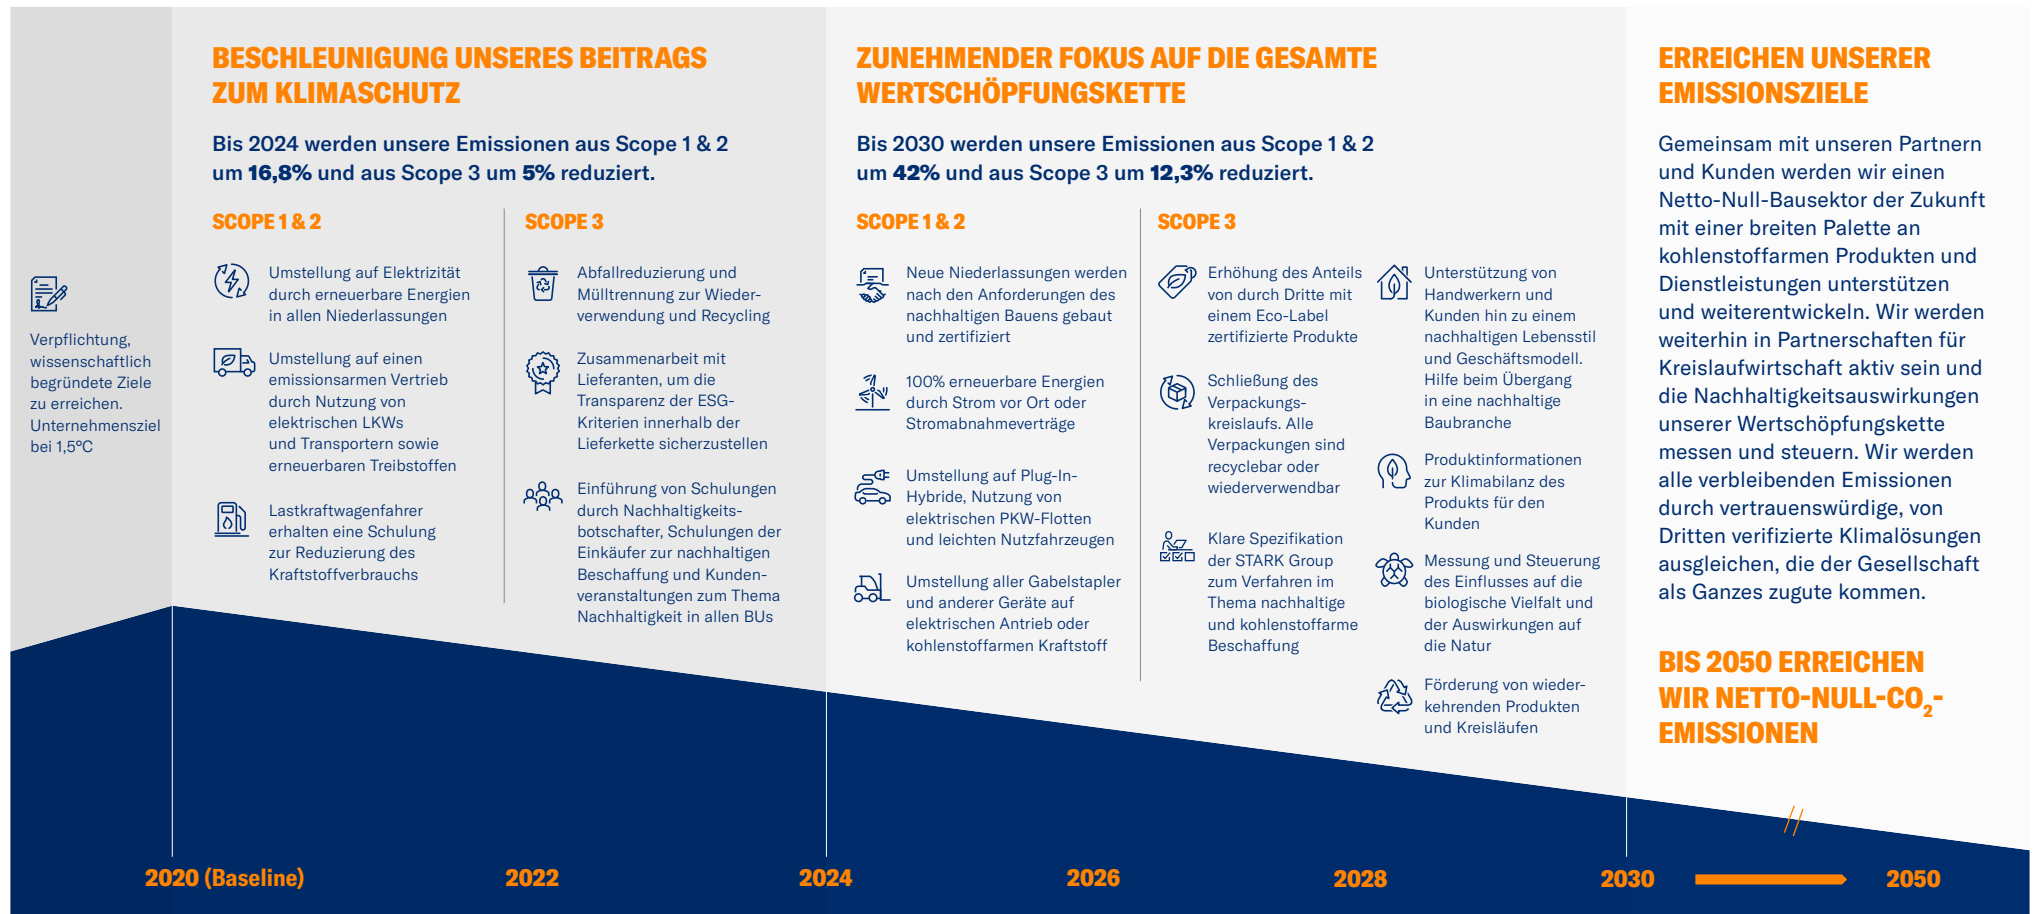 Verpflichtung,
wissenschaftlich
begründete Ziele
zu erreichen.
Unternehmensziel
bei 1,5°C
BESCHLEUNIGUNG UNSERES BEITRAGS
ZUM KLIMASCHUTZ
Bis 2024 werden unsere Emissionen aus Scope 1 & 2
um 16,8% und aus Scope 3 um 5% reduziert.
SCOPE 1 & 2
Umstellung auf Elektrizität
durch erneuerbare Energien
in allen Niederlassungen
Umstellung auf einen
emissionsarmen Vertrieb
durch Nutzung von
elektrischen LKWs
und Transportern sowie
erneuerbaren Treibstoffen
Lastkraftwagenfahrer
erhalten eine Schulung
zur Reduzierung des
Kraftstoffverbrauchs
SCOPE 3
Abfallreduzierung und
Mülltrennung zur Wieder-
verwendung und Recycling
Zusammenarbeit mit
Lieferanten, um die
Transparenz der ESG-
Kriterien innerhalb der
Lieferkette sicherzustellen
Einführung von Schulungen
durch Nachhaltigkeits-
botschafter, Schulungen der
Einkäufer zur nachhaltigen
Beschaffung und Kunden-
veranstaltungen zum Thema
Nachhaltigkeit in allen BUs
ZUNEHMENDER FOKUS AUF DIE GESAMTE
WERTSCHÖPFUNGSKETTE
Bis 2030 werden unsere Emissionen aus Scope 1 & 2
um 42% und aus Scope 3 um 12,3% reduziert.
SCOPE 1 & 2
Neue Niederlassungen werden
nach den Anforderungen des
nachhaltigen Bauens gebaut
und zertifiziert
100% erneuerbare Energien
durch Strom vor Ort oder
Stromabnahmeverträge
Umstellung auf Plug-In-
Hybride, Nutzung von
elektrischen PKW-Flotten
und leichten Nutzfahrzeugen
Umstellung aller Gabelstapler
und anderer Geräte auf
elektrischen Antrieb oder
kohlenstoffarmen Kraftstoff
SCOPE 3
Erhöhung des Anteils
von durch Dritte mit
einem Eco-Label
zertifizierte Produkte
Schließung des
Verpackungs-
kreislaufs. Alle
Verpackungen sind
recyclebar oder
wiederverwendbar
Klare Spezifikation
der STARK Group
zum Verfahren im
Thema nachhaltige
und kohlenstoffarme
Beschaffung
Unterstützung von
Handwerkern und
Kunden hin zu einem
nachhaltigen Lebensstil
und Geschäftsmodell.
Hilfe beim Übergang
in eine nachhaltige
Baubranche
Produktinformationen
zur Klimabilanz des
Produkts für den
Kunden
Messung und Steuerung
des Einflusses auf die
biologische Vielfalt und
der Auswirkungen auf
die Natur
Förderung von wieder-
kehrenden Produkten
und Kreisläufen
ERREICHEN UNSERER
EMISSIONSZIELE
Gemeinsam mit unseren Partnern
und Kunden werden wir einen
Netto-Null-Bausektor der Zukunft
mit einer breiten Palette an
kohlenstoffarmen Produkten und
Dienstleistungen unterstützen
und weiterentwickeln. Wir werden
weiterhin in Partnerschaften für
Kreislaufwirtschaft aktiv sein und
die Nachhaltigkeitsauswirkungen
unserer Wertschöpfungskette
messen und steuern. Wir werden
alle verbleibenden Emissionen
durch vertrauenswürdige, von
Dritten verifizierte Klimalösungen
ausgleichen, die der Gesellschaft
als Ganzes zugute kommen.
BIS 2050 ERREICHEN
WIR NETTO-NULL-CO₂-
EMISSIONEN
2020 (Baseline)
2022
2024
2026
2028
2030
2050